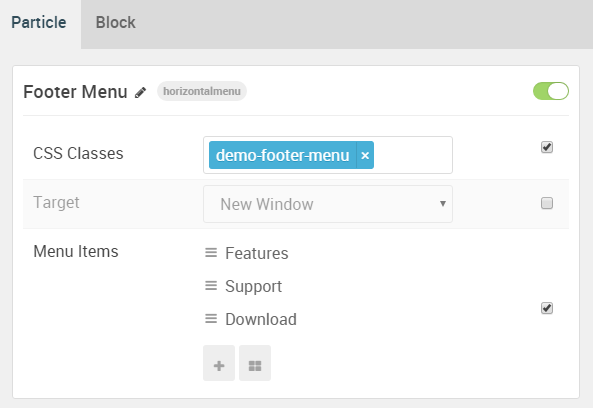 Particle Block
Footer Menu horizontalmenu
CSS Classes demo-footer-menu ×
Target New Window
Menu Items Features
Support
Download